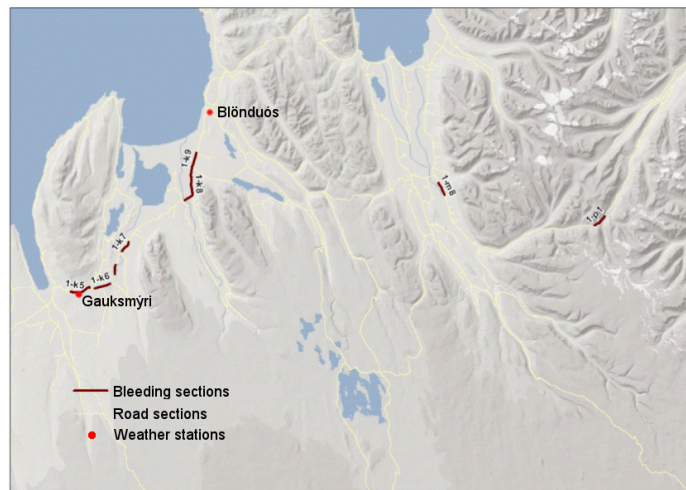 Blönduós
1-k9
1-k8
1-m8
1-p1
1-k7
1-k6
1-k5
Gauksmýri
Bleeding sections
Road sections
Weather stations